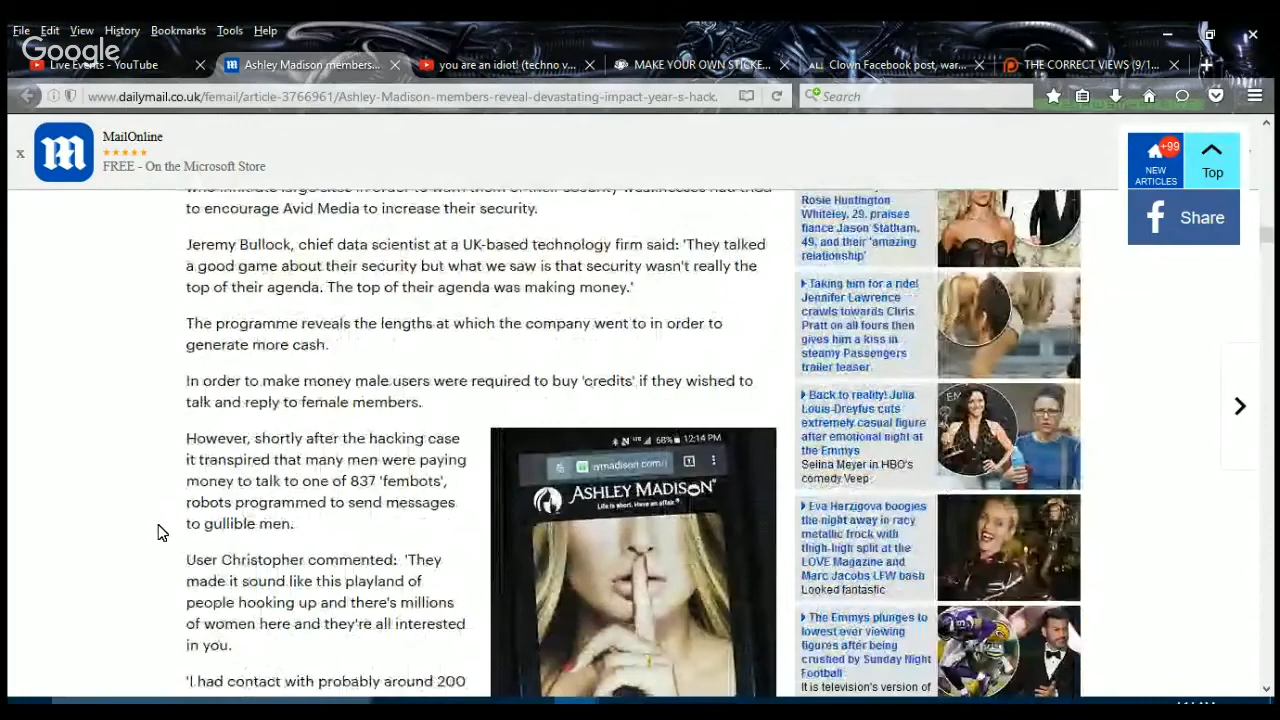 File Edit View History Bookmarks Tools Help
Google
Live Events - YouTube
Ashley Madison members...
you are an idiot! (techno v...
MAKE YOUR OWN STICKE...
Clown Facebook post, war...
THE CORRECT VIEWS (9/1...
www.dailymail.co.uk/femail/article-3766961/Ashley-Madison-members-reveal-devastating-impact-year-s-hack.
Search
x
MailOnline
FREE - On the Microsoft Store
+99
NEW
ARTICLES
Top
Share
to encourage Avid Media to increase their security.
Jeremy Bullock, chief data scientist at a UK-based technology firm said: 'They talked
a good game about their security but what we saw is that security wasn't really the
top of their agenda. The top of their agenda was making money.'
The programme reveals the lengths at which the company went to in order to
generate more cash.
In order to make money male users were required to buy 'credits' if they wished to
talk and reply to female members.
However, shortly after the hacking case
it transpired that many men were paying
money to talk to one of 837 'fembots',
robots programmed to send messages
to gullible men.
User Christopher commented: 'They
made it sound like this playland of
people hooking up and there's millions
of women here and they're all interested
in you.
'I had contact with probably around 200
68% 12:14 PM
ymadison.com/
1
ASHLEY MADISON
Life is short. Have an affair.
Rosie Huntington
Whiteley, 29, praises
fiance Jason Statham,
49, and their 'amazing
relationship'
Taking him for a ride!
Jennifer Lawrence
crawls towards Chris
Pratt on all fours then
gives him a kiss in
steamy Passengers
trailer teaser
Back to reality! Julia
Louis-Dreyfus cuts
extremely casual figure
after emotional night at
the Emmys
Selina Meyer in HBO's
comedy Veep
Eva Herzigova boogies
the night away in racy
metallic frock with
thigh-high split at the
LOVE Magazine and
Marc Jacobs LFW bash
Looked fantastic
The Emmys plunges to
lowest ever viewing
figures after being
crushed by Sunday Night
Football
It is television's version of